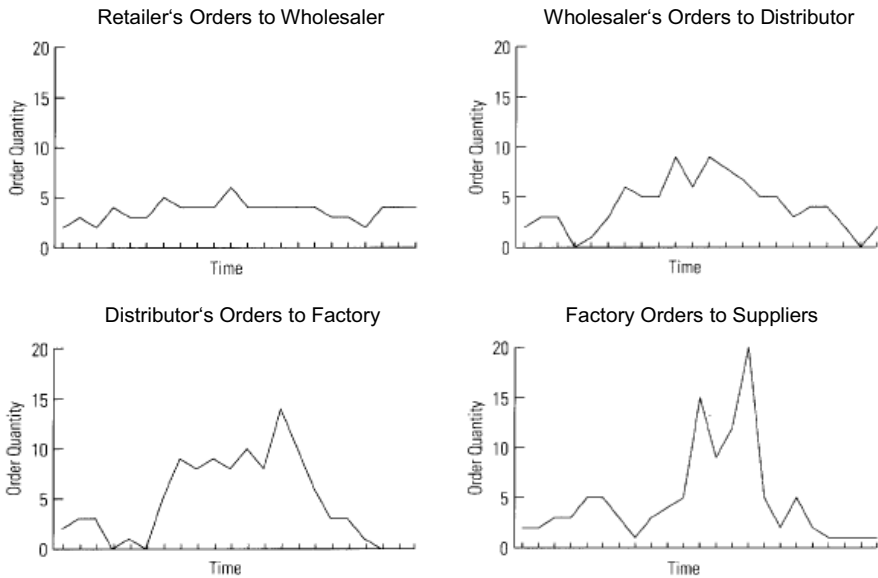 Retailer‘s Orders to Wholesaler
20
15
10
5
0
Order Quantity
Time
Wholesaler‘s Orders to Distributor
20
15
10
5
0
Order Quantity
Time
Distributor‘s Orders to Factory
20
15
10
5
0
Order Quantity
Time
Factory Orders to Suppliers
20
15
10
5
0
Order Quantity
Time